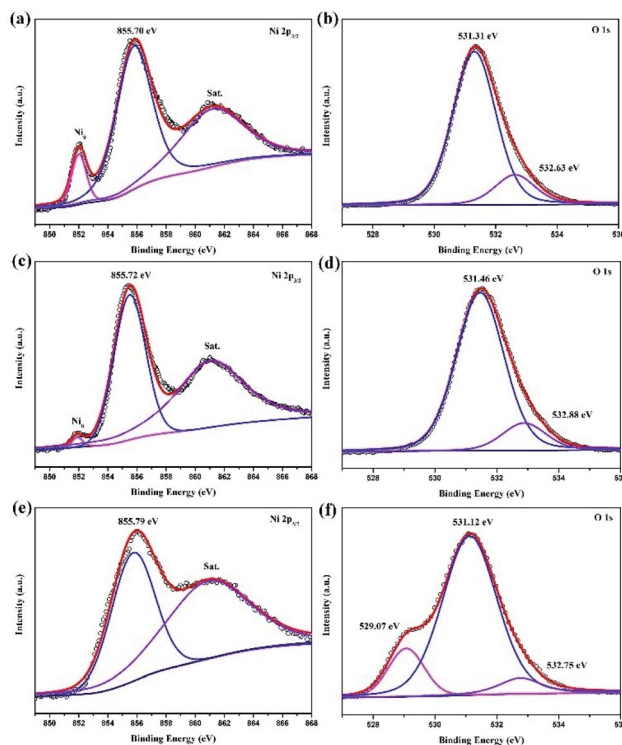 (a)
855.70 eV
Ni 2p3/2
Ni0
Sat.
Intensity (a.u.)
850 852 854 856 858 860 862 864 866 868
Binding Energy (eV)
(b)
531.31 eV
O 1s
532.63 eV
Intensity (a.u.)
528 530 532 534 536
Binding Energy (eV)
(c)
855.72 eV
Ni 2p3/2
Sat.
Ni0
Intensity (a.u.)
850 852 854 856 858 860 862 864 866 868
Binding Energy (eV)
(d)
531.46 eV
O 1s
532.88 eV
Intensity (a.u.)
528 530 532 534 536
Binding Energy (eV)
(e)
855.79 eV
Ni 2p3/2
Sat.
Intensity (a.u.)
850 852 854 856 858 860 862 864 866 868
Binding Energy (eV)
(f)
531.12 eV
O 1s
529.07 eV
532.75 eV
Intensity (a.u.)
528 530 532 534
Binding Energy (eV)